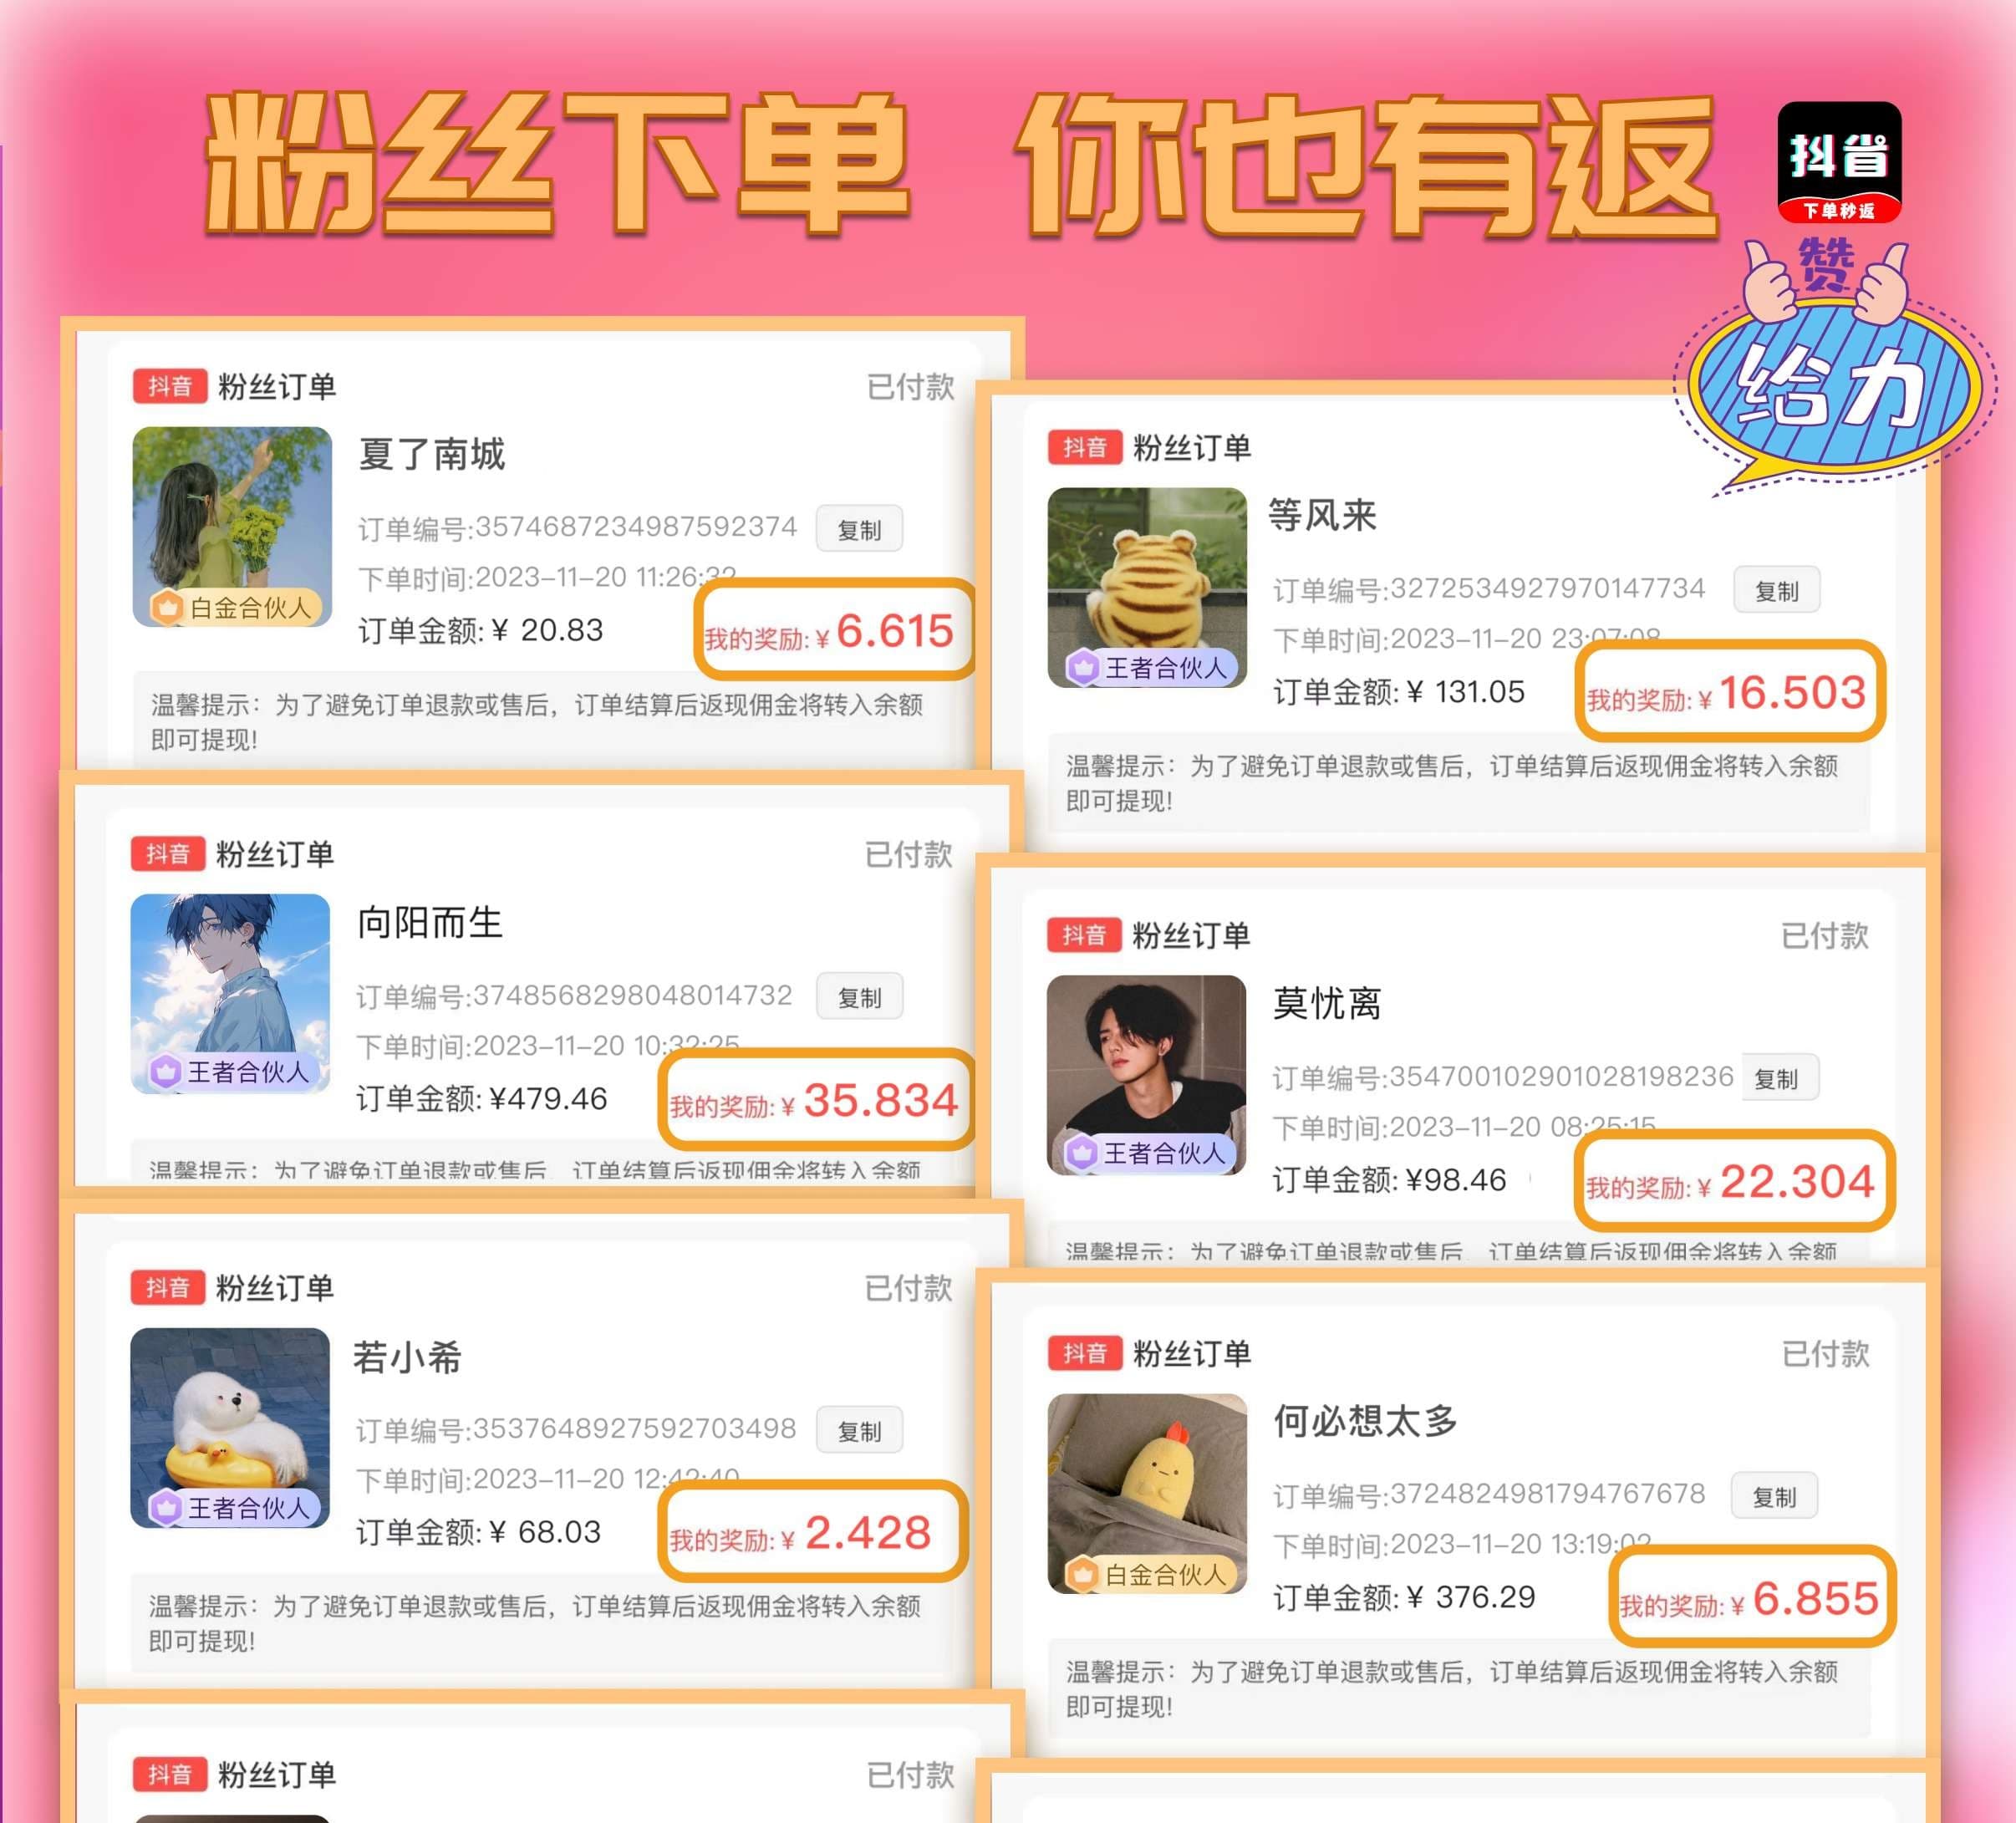 粉丝下单 你也有返
抖省
下单秒返
赞
给力
抖音 粉丝订单 已付款
夏了南城
订单编号:3574687234987592374 复制
下单时间:2023-11-20 11:26:32
白金合伙人
订单金额:¥ 20.83 我的奖励:¥ 6.615
温馨提示：为了避免订单退款或售后，订单结算后返现佣金将转入余额
即可提现!
抖音 粉丝订单
等风来
订单编号:3272534927970147734 复制
下单时间:2023-11-20 23:07:08
王者合伙人
订单金额:¥ 131.05 我的奖励:¥ 16.503
温馨提示：为了避免订单退款或售后，订单结算后返现佣金将转入余额
即可提现!
抖音 粉丝订单 已付款
向阳而生
订单编号:3748568298048014732 复制
下单时间:2023-11-20 10:32:25
王者合伙人
订单金额:¥479.46 我的奖励:¥ 35.834
温馨提示：为了避免订单退款或售后，订单结算后返现佣金将转入余额
抖音 粉丝订单 已付款
莫忧离
订单编号:354700102901028198236 复制
下单时间:2023-11-20 08:25:15
王者合伙人
订单金额:¥98.46 我的奖励:¥ 22.304
温馨提示：为了避免订单退款或售后，订单结算后返现佣金将转入余额
抖音 粉丝订单 已付款
若小希
订单编号:3537648927592703498 复制
下单时间:2023-11-20 12:42:40
王者合伙人
订单金额:¥ 68.03 我的奖励:¥ 2.428
温馨提示：为了避免订单退款或售后，订单结算后返现佣金将转入余额
即可提现!
抖音 粉丝订单 已付款
何必想太多
订单编号:3724824981794767678 复制
下单时间:2023-11-20 13:19:02
白金合伙人
订单金额:¥ 376.29 我的奖励:¥ 6.855
温馨提示：为了避免订单退款或售后，订单结算后返现佣金将转入余额
即可提现!
抖音 粉丝订单 已付款